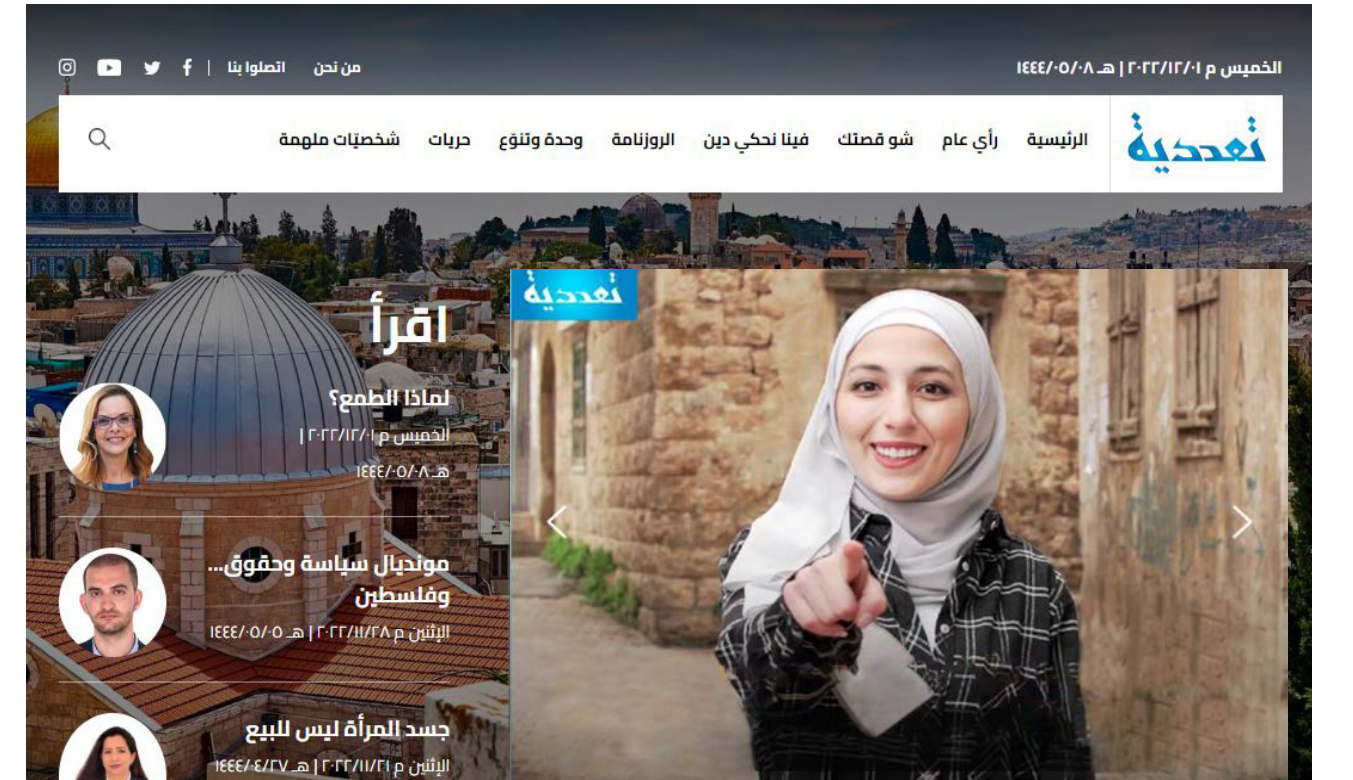 الخميس م ٢٠٢٢/١٢/٠١ | هـ ١٤٤٤/٠٥/٠٨
من نحن اتصلوا بنا |
تعددية
الرئيسية رأي عام شو قصتك فينا نحكي دين الروزنامة وحدة وتنوّع حريات شخصيّات ملهمة
تعددية
اقرأ
لماذا الطمع؟
الخميس م ٢٠٢٢/١٢/٠١ |
هـ ١٤٤٤/٠٥/٠٨
مونديال سياسة وحقوق...
وفلسطين
الإثنين م ٢٠٢٢/١١/٢٨ | هـ ١٤٤٤/٠٥/٠٥
جسد المرأة ليس للبيع
الإثنين م ٢٠٢٢/١١/٢١ | هـ ١٤٤٤/٠٤/٢٧